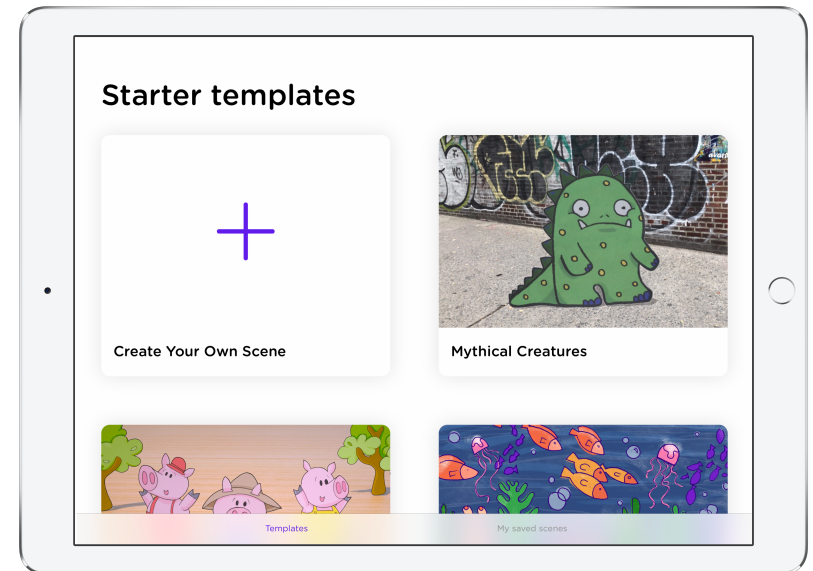 Starter templates
Create Your Own Scene
Mythical Creatures
Templates
My saved scenes